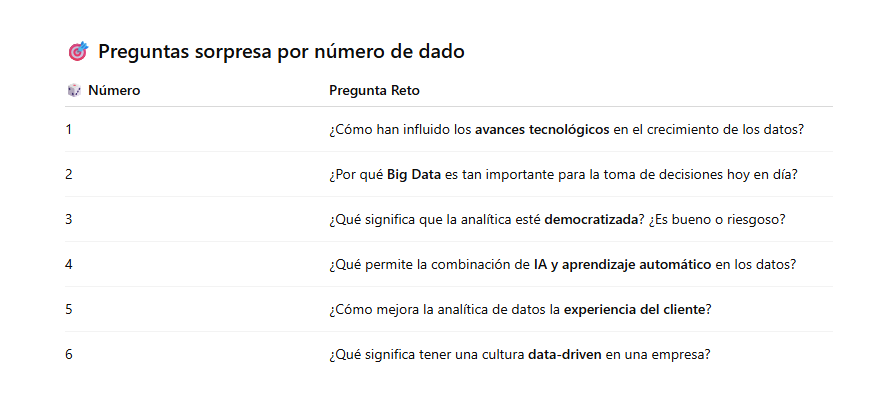 🎯 Preguntas sorpresa por número de dado
🎲 Número Pregunta Reto
1 ¿Cómo han influido los avances tecnológicos en el crecimiento de los datos?
2 ¿Por qué Big Data es tan importante para la toma de decisiones hoy en día?
3 ¿Qué significa que la analítica esté democratizada? ¿Es bueno o riesgoso?
4 ¿Qué permite la combinación de IA y aprendizaje automático en los datos?
5 ¿Cómo mejora la analítica de datos la experiencia del cliente?
6 ¿Qué significa tener una cultura data-driven en una empresa?